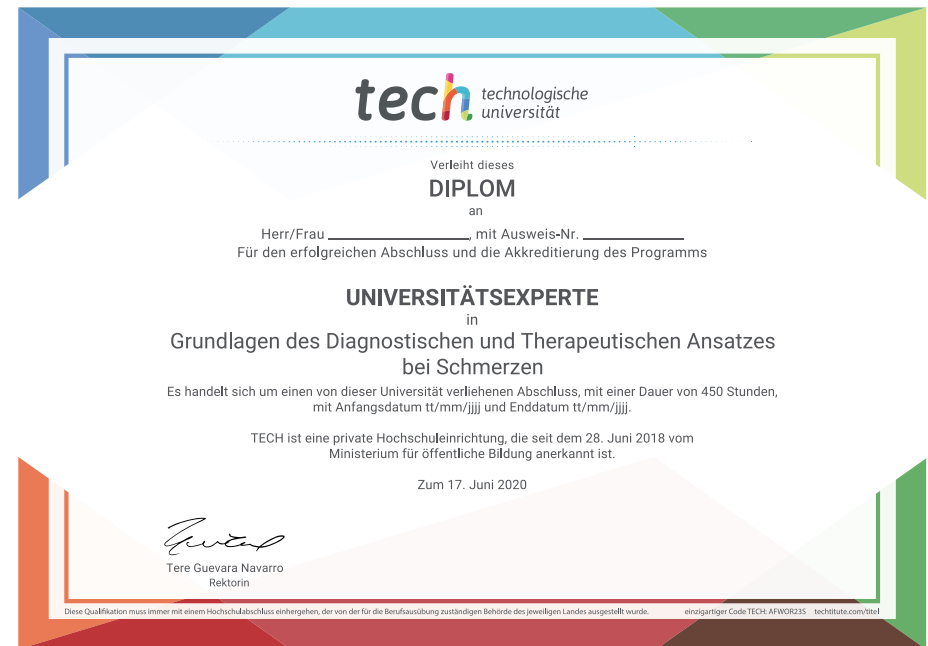 tech technologische
universität
Verleiht dieses
DIPLOM
an
Herr/Frau ____________________, mit Ausweis-Nr. ______________
Für den erfolgreichen Abschluss und die Akkreditierung des Programms
UNIVERSITÄTSEXPERTE
in
Grundlagen des Diagnostischen und Therapeutischen Ansatzes
bei Schmerzen
Es handelt sich um einen von dieser Universität verliehenen Abschluss, mit einer Dauer von 450 Stunden,
mit Anfangsdatum tt/mm/jjjj und Enddatum tt/mm/jjjj.
TECH ist eine private Hochschuleinrichtung, die seit dem 28. Juni 2018 vom
Ministerium für öffentliche Bildung anerkannt ist.
Zum 17. Juni 2020
Tere Guevara Navarro
Rektorin
Diese Qualifikation muss immer mit einem Hochschulabschluss einhergehen, der von der für die Berufsausübung zuständigen Behörde des jeweiligen Landes ausgestellt wurde. einzigartiger Code TECH: AFWOR23S techtitute.com/titel